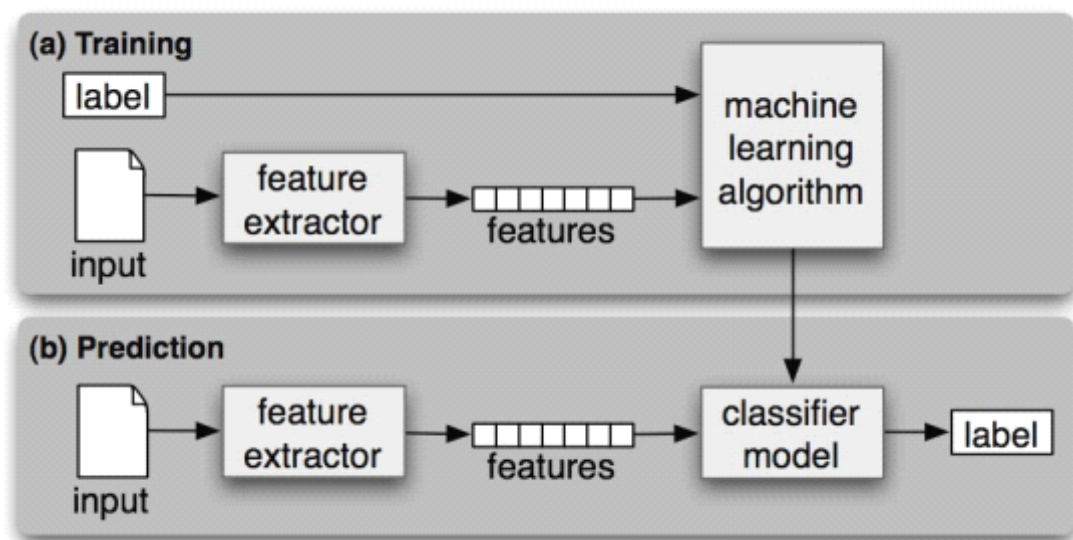 (a) Training
label
machine
learning
algorithm
feature
extractor
features
input
(b) Prediction
feature
extractor
features
classifier
model
label
input